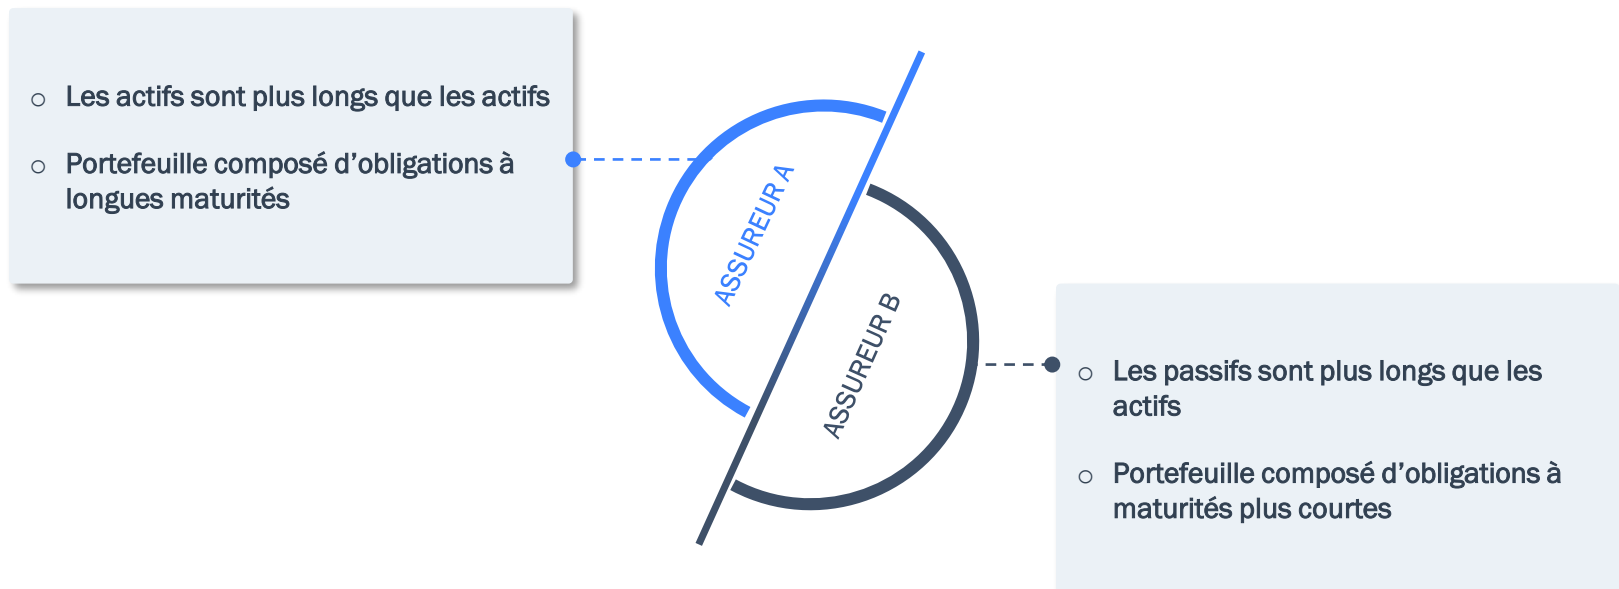 ○ Les actifs sont plus longs que les actifs
○ Portefeuille composé d’obligations à
longues maturités
ASSUREUR A
ASSUREUR B
○ Les passifs sont plus longs que les
actifs
○ Portefeuille composé d’obligations à
maturités plus courtes